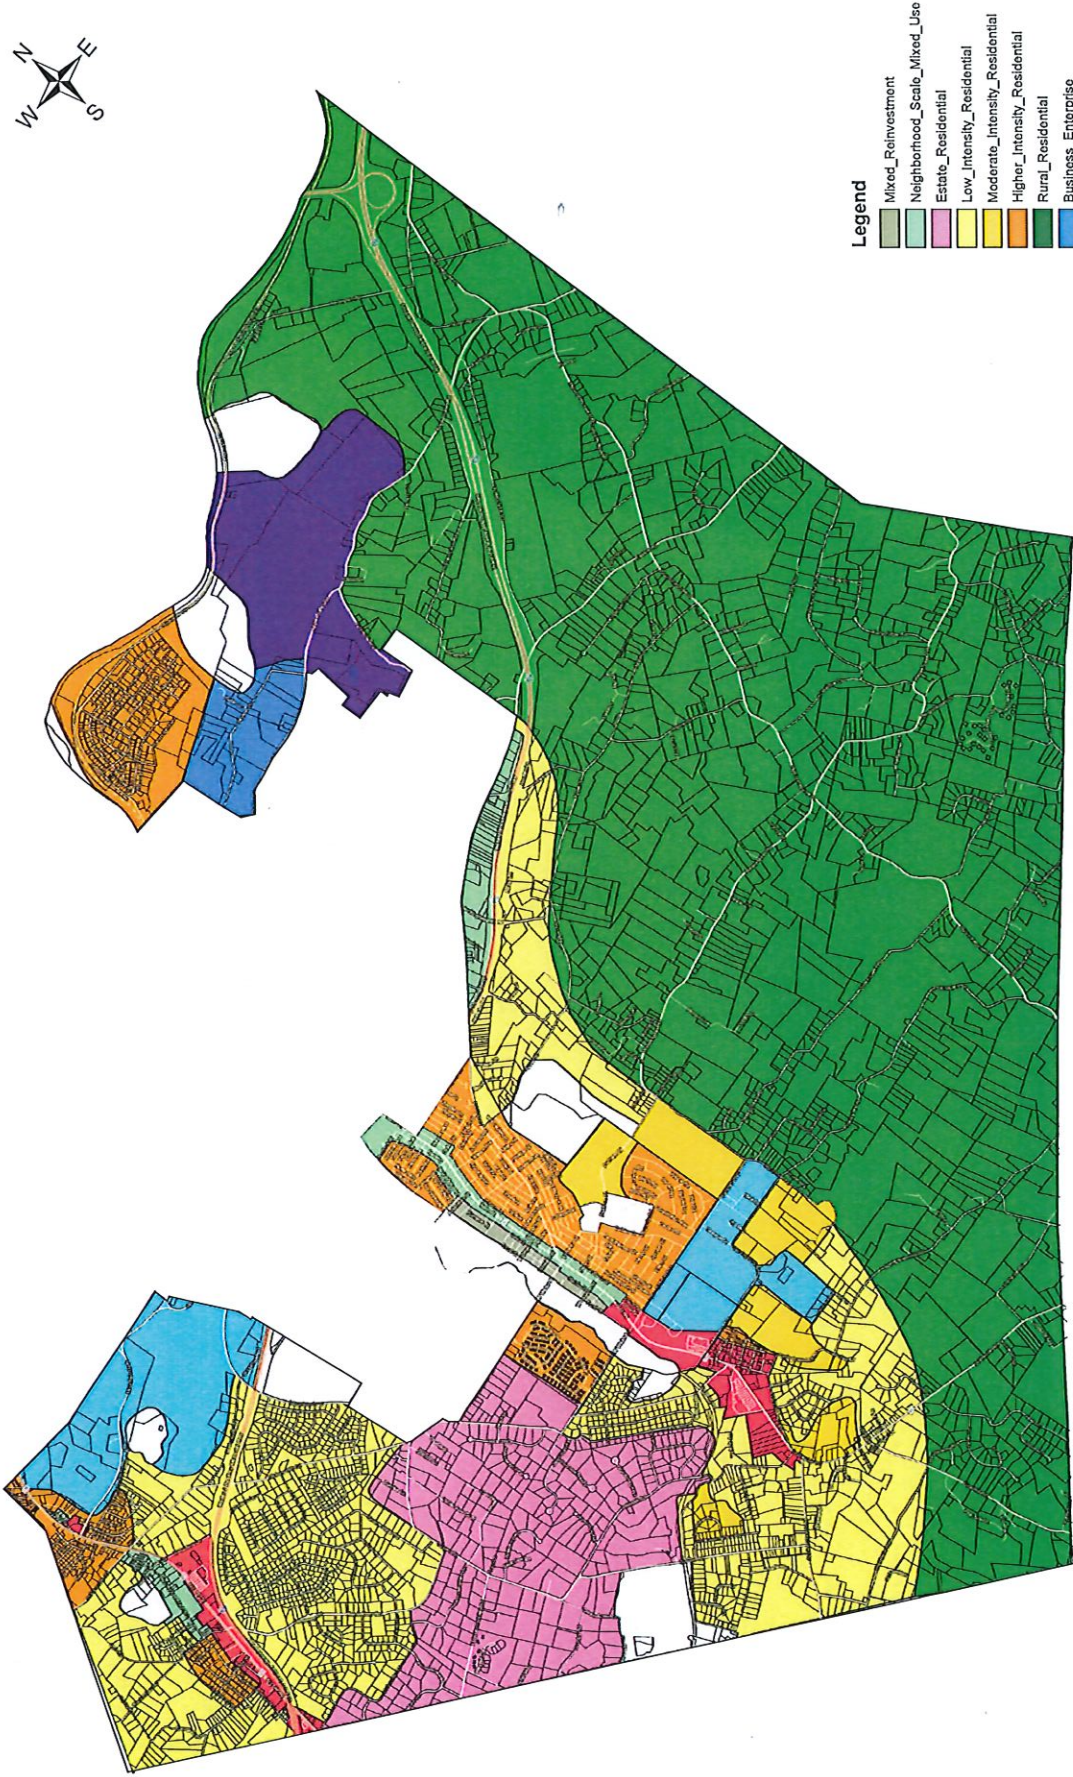 N
W
E
S
Legend
Mixed_Reinvestment
Neighborhood_Scale_Mixed_Use
Estate_Residential
Low_Intensity_Residential
Moderate_Intensity_Residential
Higher_Intensity_Residential
Rural_Residential
Business_Enterprise